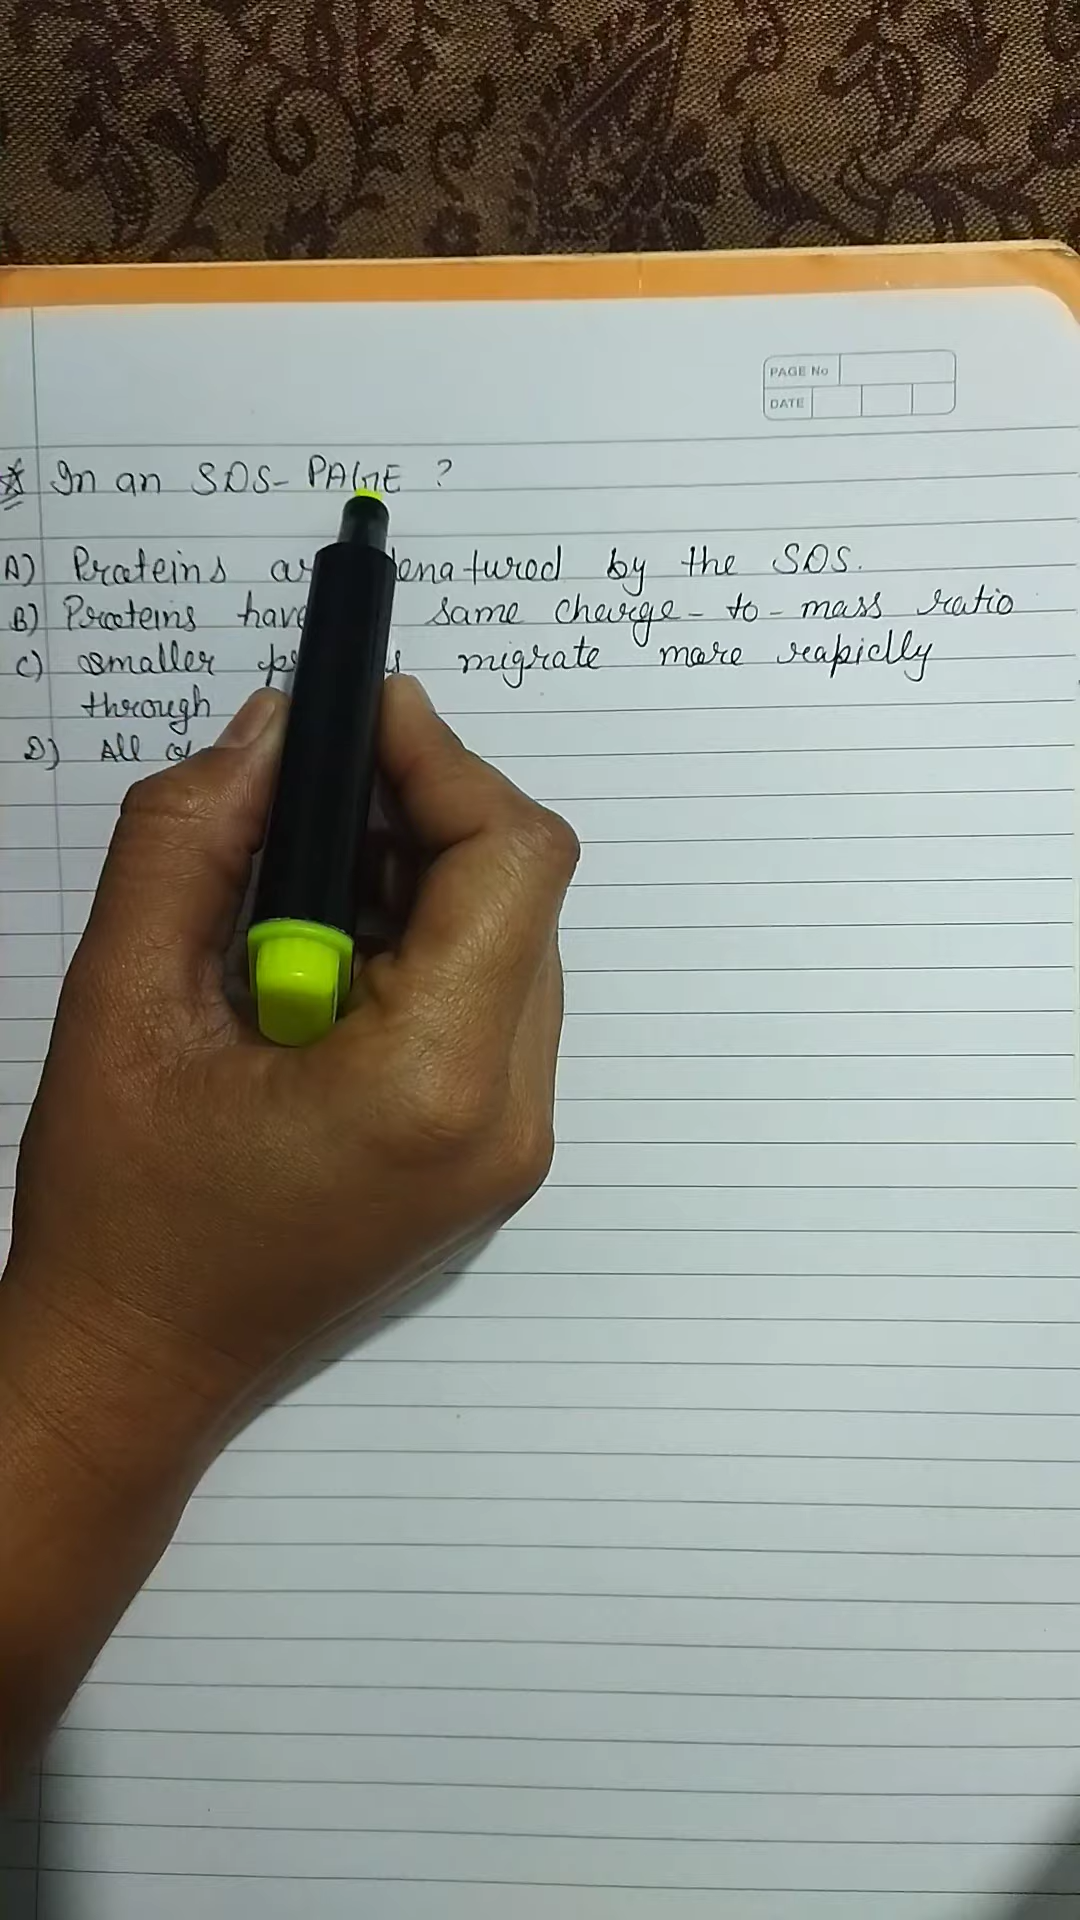 PAGE No
DATE
In an SDS- PAGE ?
A) Proteins denatured by the SDS.
B) Proteins have same charge-to-mass ratio
C) smaller migrate more rapidly
through
D) All